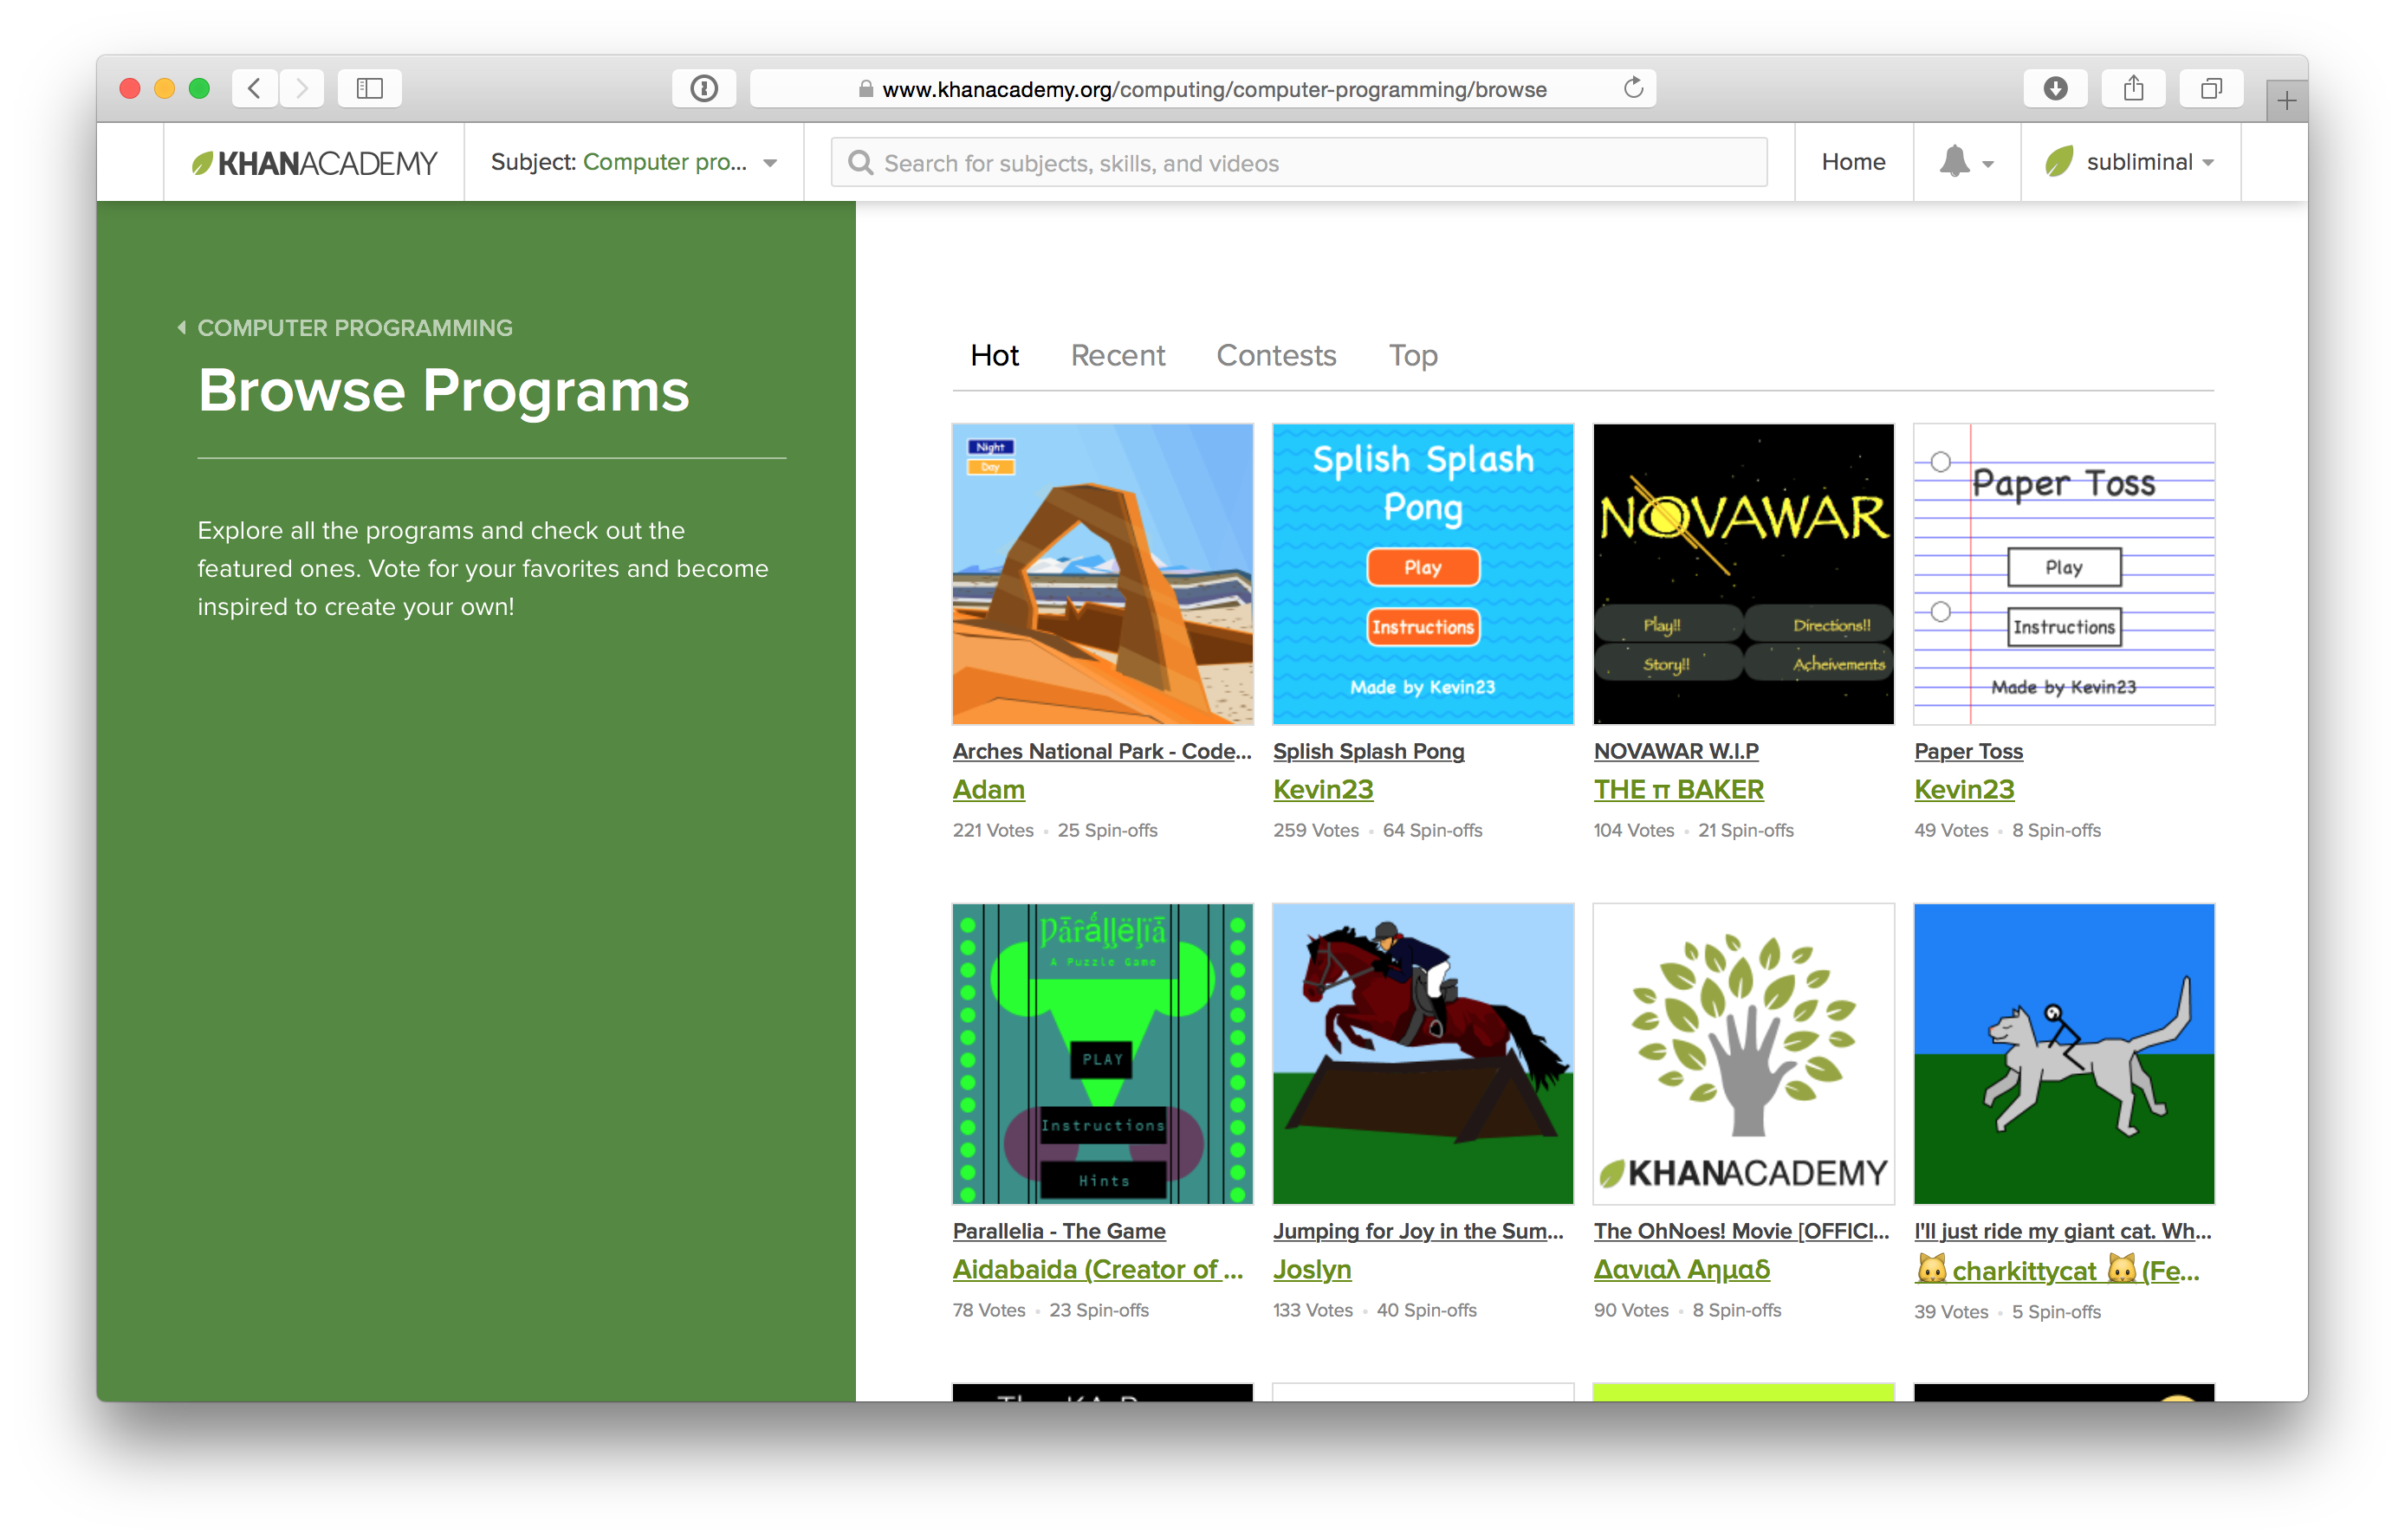 www.khanacademy.org/computing/computer-programming/browse
KHANACADEMY
Subject: Computer pro...
Search for subjects, skills, and videos
Home
subliminal
COMPUTER PROGRAMMING
Browse Programs
Explore all the programs and check out the
featured ones. Vote for your favorites and become
inspired to create your own!
Hot Recent Contests Top
Night
Day
Arches National Park - Code...
Adam
221 Votes • 25 Spin-offs
Splish Splash
Pong
Play
Instructions
Made by Kevin23
Splish Splash Pong
Kevin23
259 Votes • 64 Spin-offs
NOVAWAR
Play!! Directions!!
Story!! Acheivements
NOVAWAR W.I.P
THE π BAKER
104 Votes • 21 Spin-offs
Paper Toss
Play
Instructions
Made by Kevin23
Paper Toss
Kevin23
49 Votes • 8 Spin-offs
A Puzzle Game
PLAY
Instructions
Hints
Parallelia - The Game
Aidabaida (Creator of ...
78 Votes • 23 Spin-offs
Jumping for Joy in the Sum...
Joslyn
133 Votes • 40 Spin-offs
KHANACADEMY
The OhNoes! Movie [OFFICI...
Δανιαλ Αημαδ
90 Votes • 8 Spin-offs
I'll just ride my giant cat. Wh...
🐱charkittycat 🐱(Fe...
39 Votes • 5 Spin-offs